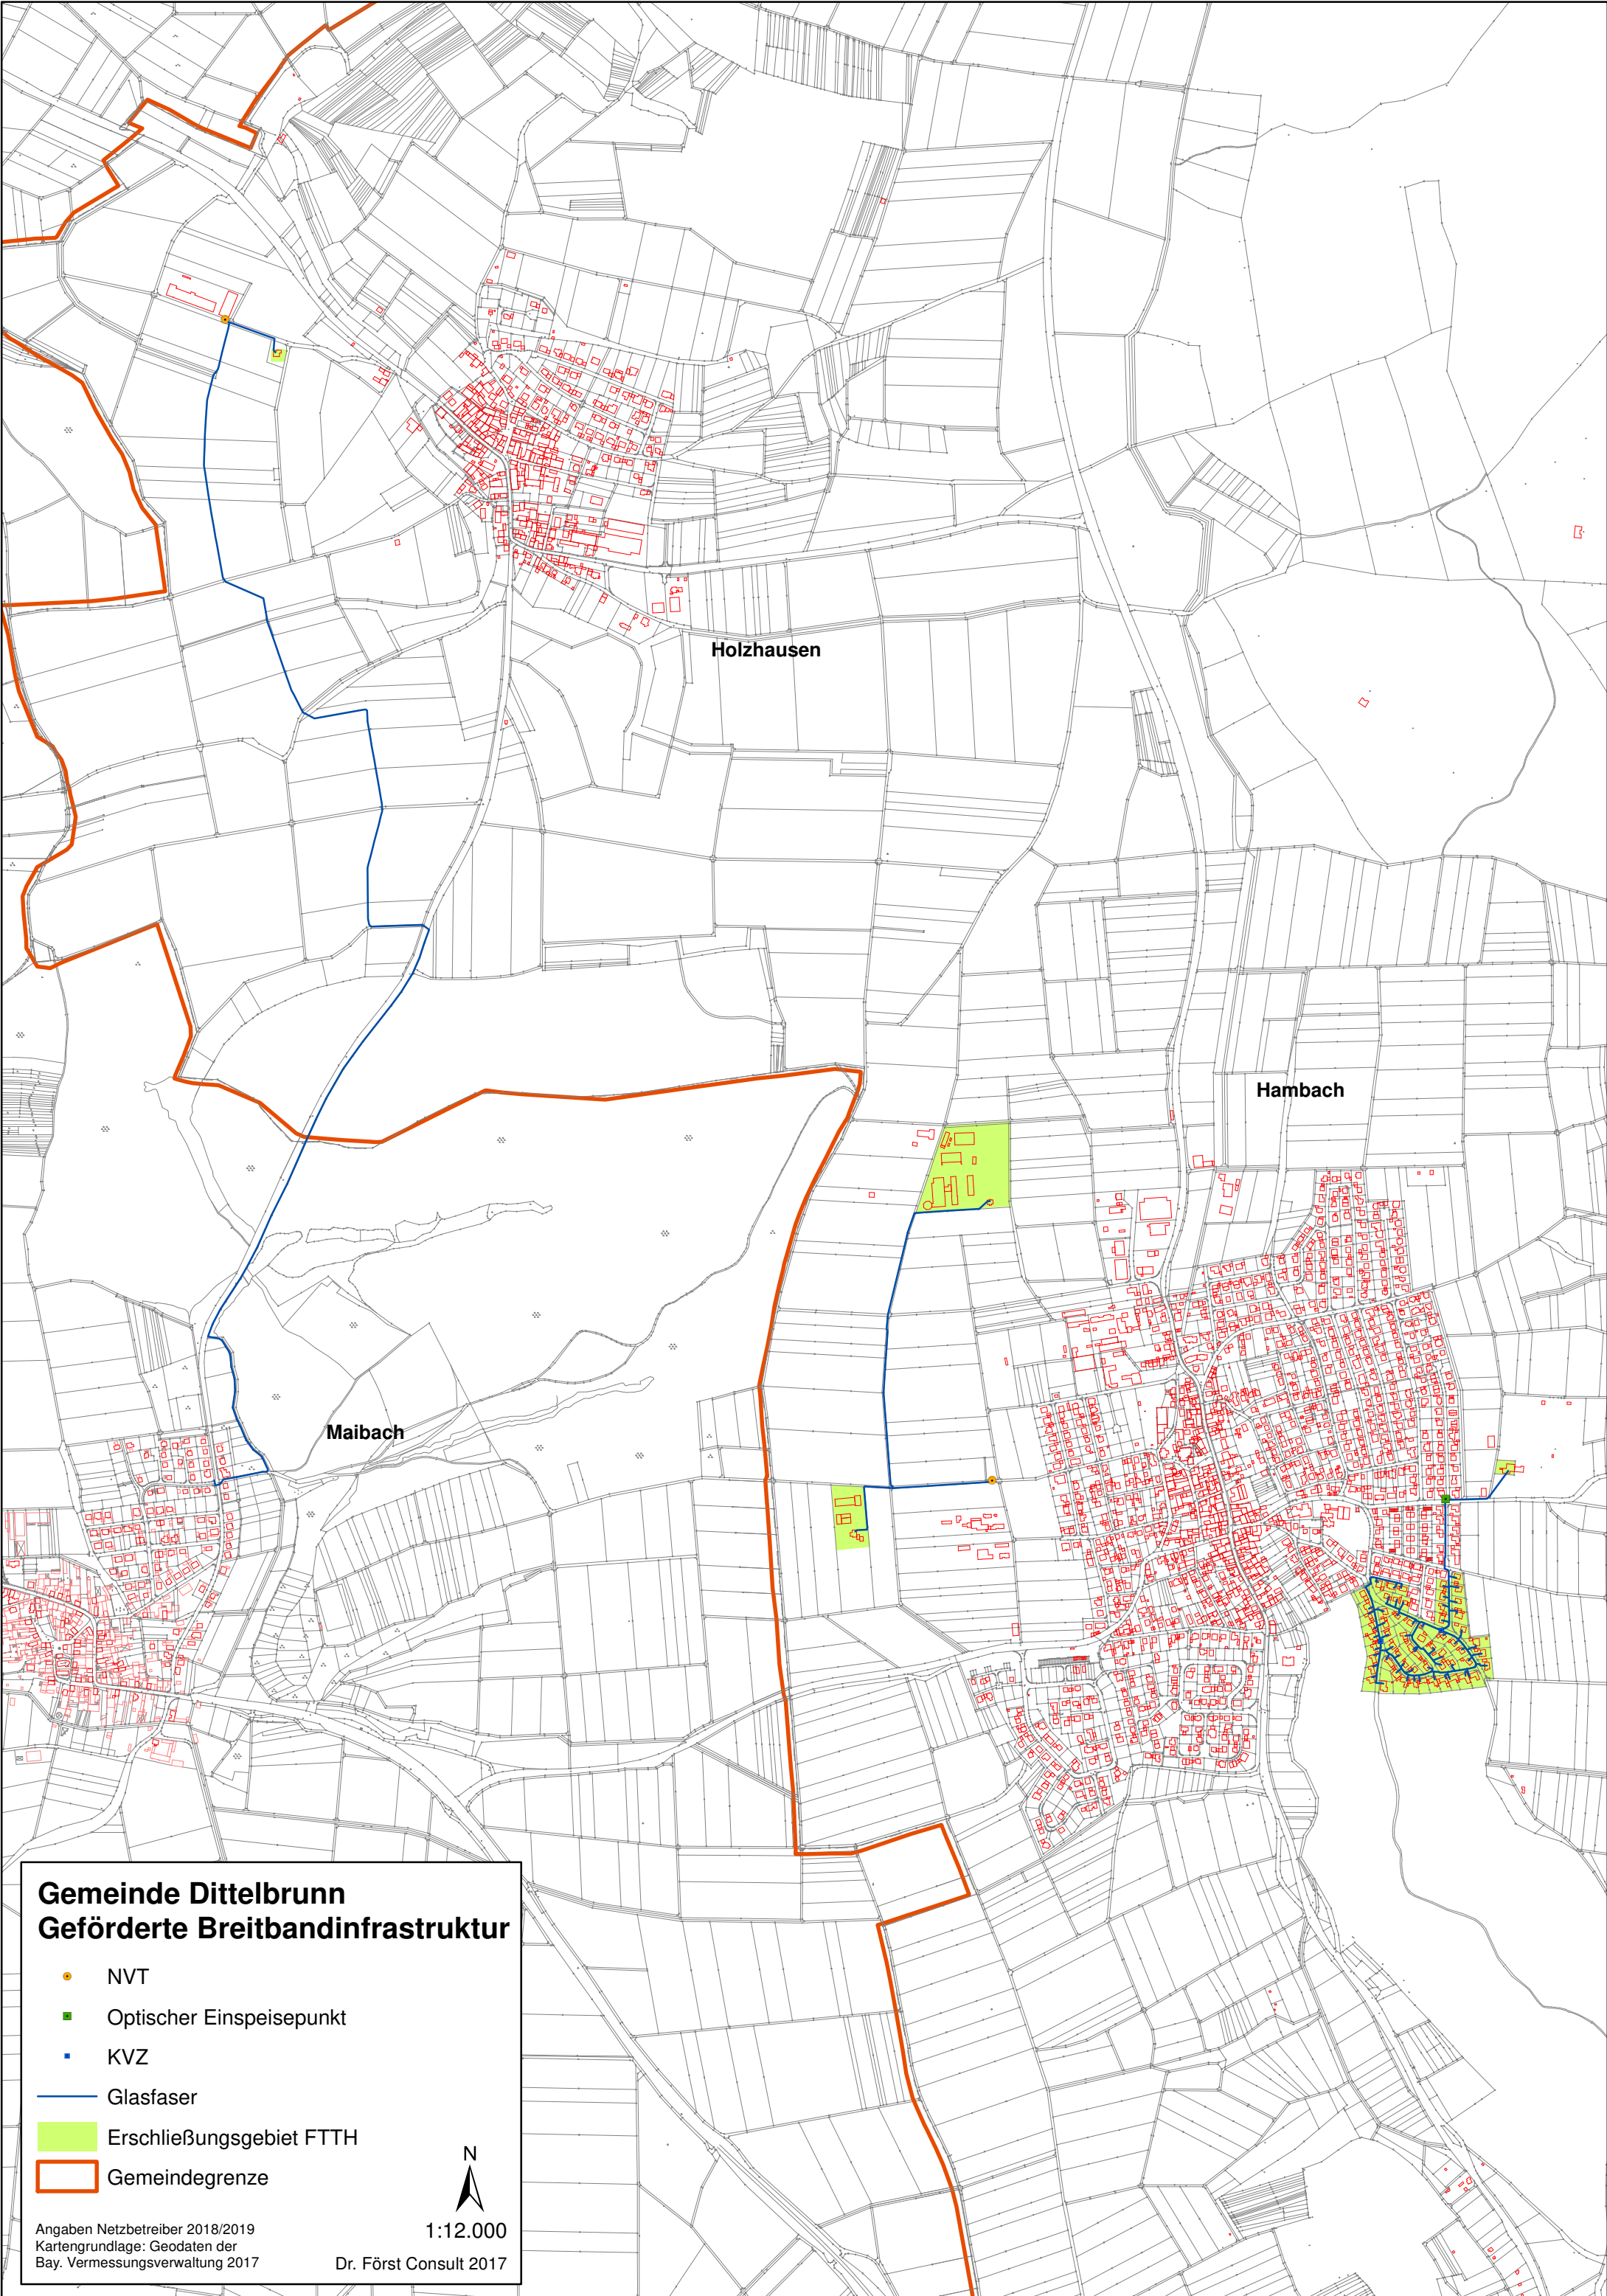 Holzhausen
Hambach
Maibach
Gemeinde Dittelbrunn
Geförderte Breitbandinfrastruktur
NVT
Optischer Einspeisepunkt
KVZ
Glasfaser
Erschließungsgebiet FTTH
Gemeindegrenze
N
1:12.000
Angaben Netzbetreiber 2018/2019
Kartengrundlage: Geodaten der
Bay. Vermessungsverwaltung 2017
Dr. Först Consult 2017